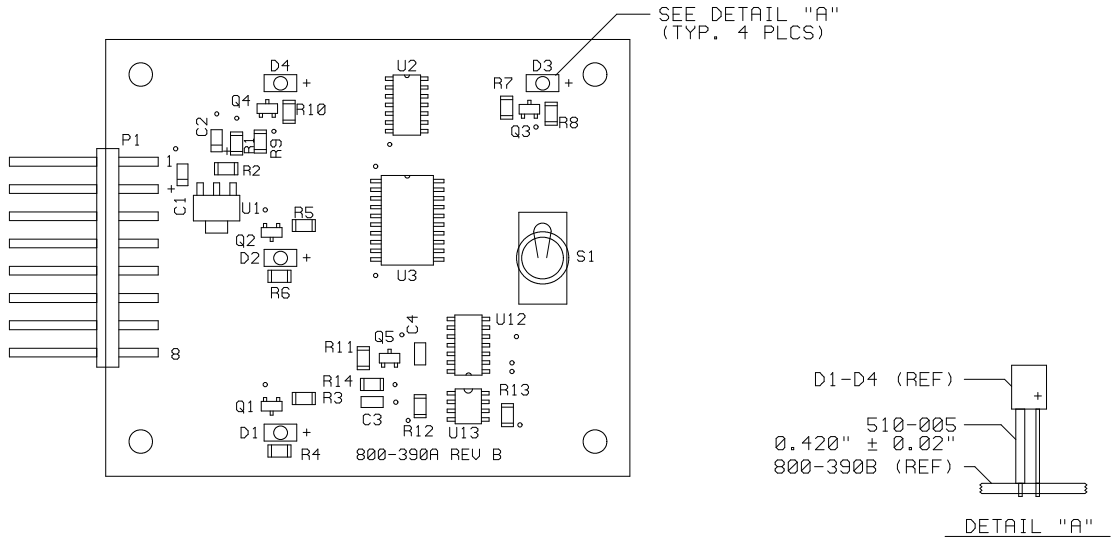 SEE DETAIL "A"
(TYP. 4 PLCS)
D4
+
U2
D3
+
Q4
R10
R7
Q3
R8
C2
R1
+
R9
P1
1
+
R2
C1
U1
R5
Q2
D2
+
R6
U3
S1
C4
U12
Q5
R11
R14
R3
C3
R12
R13
U13
Q1
D1
+
R4
8
800-390A REV B
D1-D4 (REF)
+
510-005
0.420" ± 0.02"
800-390B (REF)
DETAIL "A"